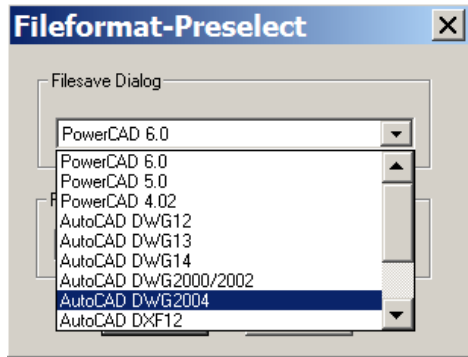 Fileformat-Preselect
Filesave Dialog
PowerCAD 6.0
PowerCAD 6.0
PowerCAD 5.0
PowerCAD 4.02
AutoCAD DWG12
AutoCAD DWG13
AutoCAD DWG14
AutoCAD DWG2000/2002
AutoCAD DWG2004
AutoCAD DXF12